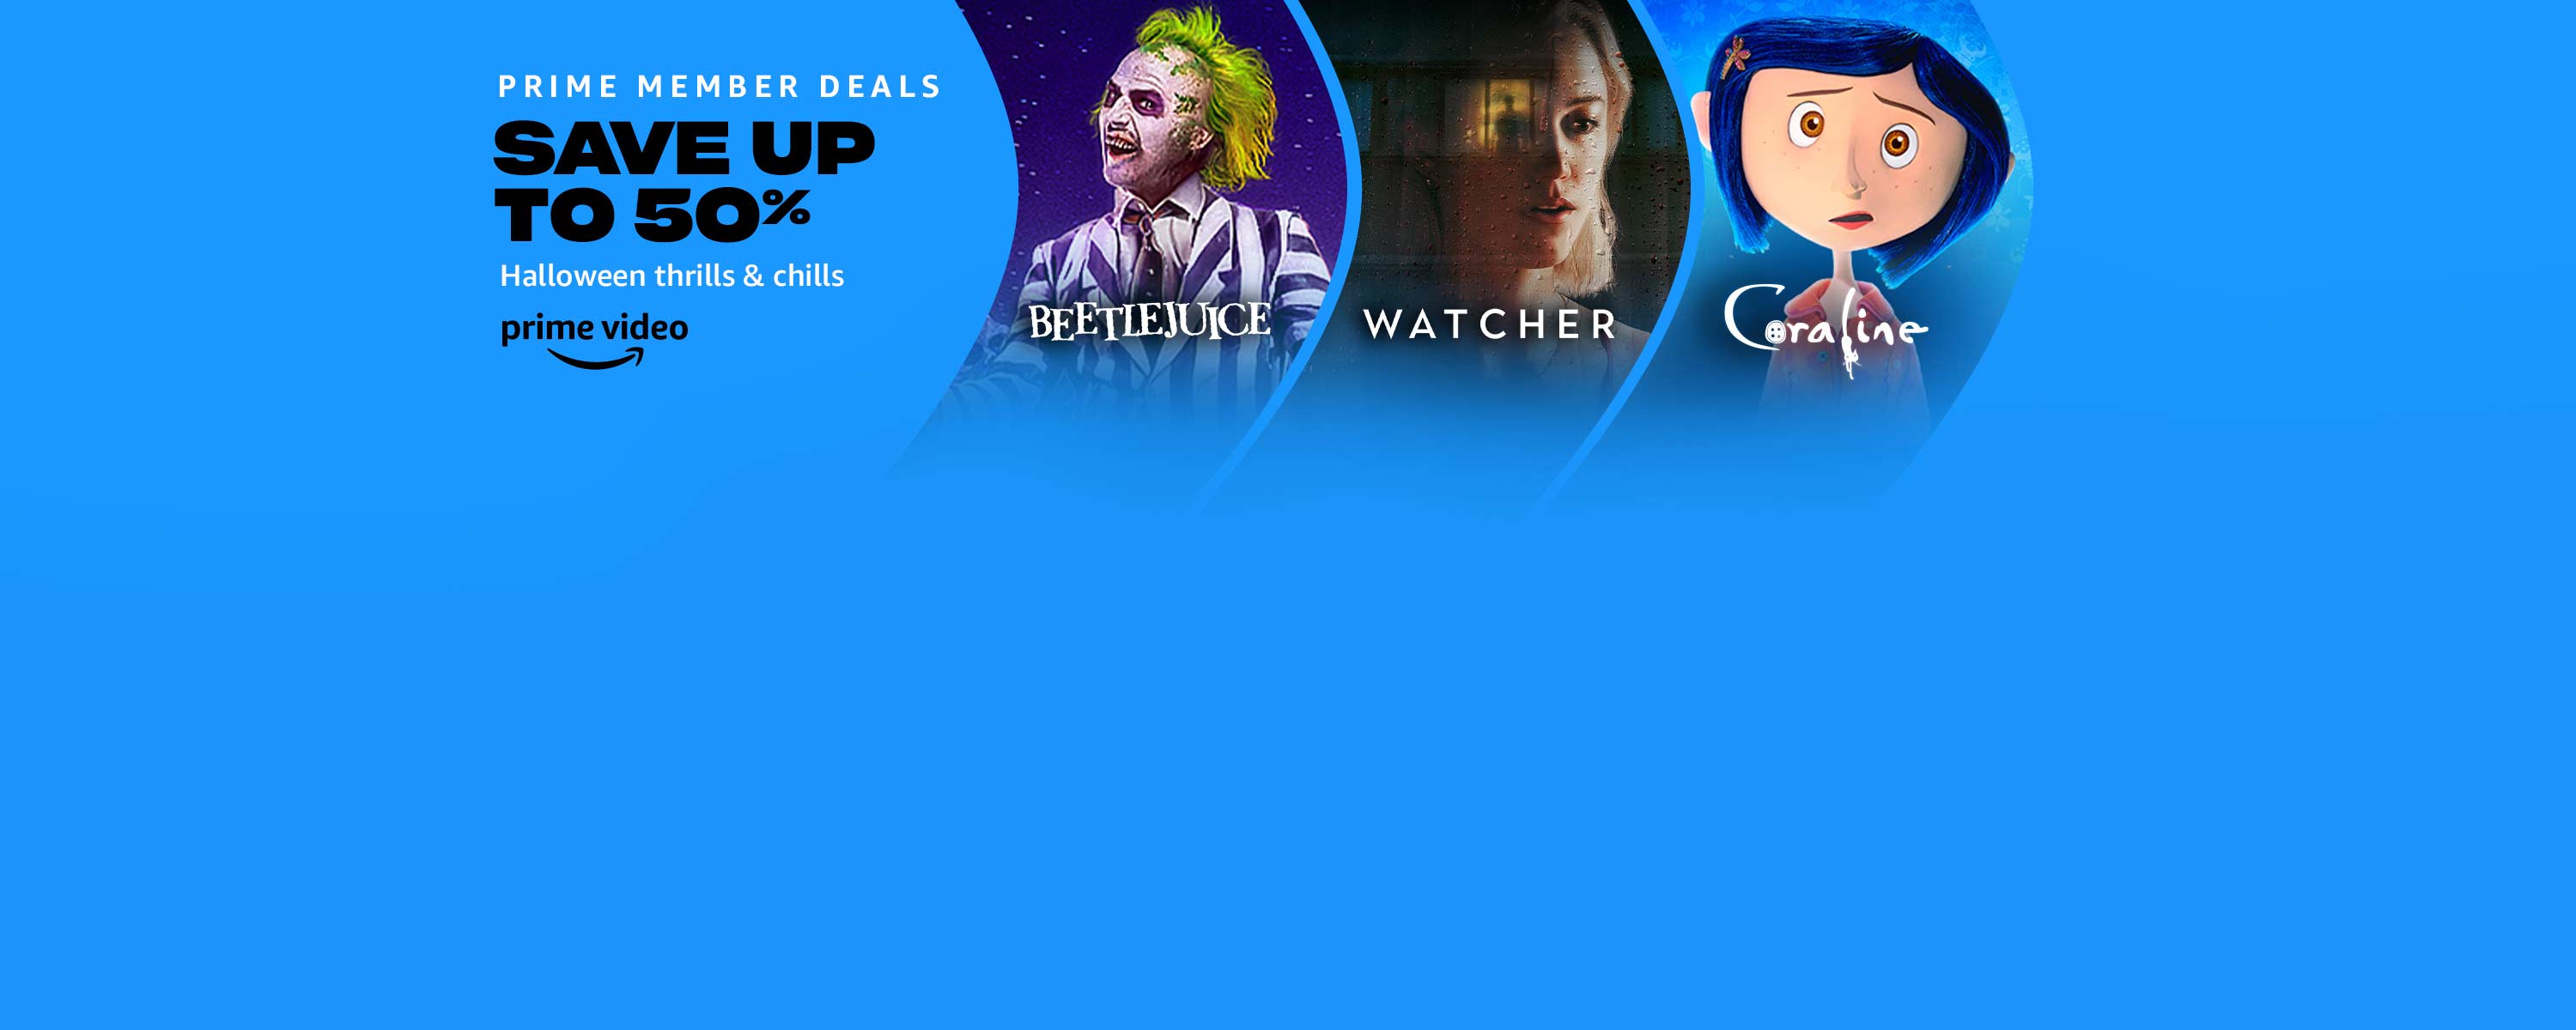 PRIME MEMBER DEALS
SAVE UP
TO 50%
Halloween thrills & chills
prime video
BEETLEJUICE
WATCHER
Coraline